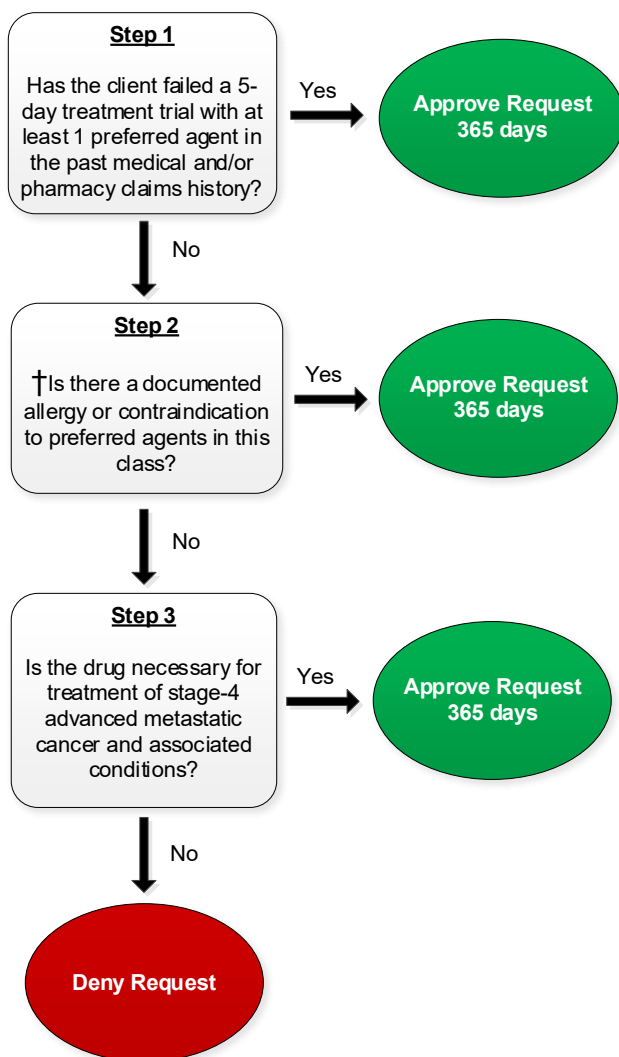 Step 1
Has the client failed a 5-
day treatment trial with at
least 1 preferred agent in
the past medical and/or
pharmacy claims history?
Yes
Approve Request
365 days
No
Step 2
†Is there a documented
allergy or contraindication
to preferred agents in this
class?
Yes
Approve Request
365 days
No
Step 3
Is the drug necessary for
treatment of stage-4
advanced metastatic
cancer and associated
conditions?
Yes
Approve Request
365 days
No
Deny Request